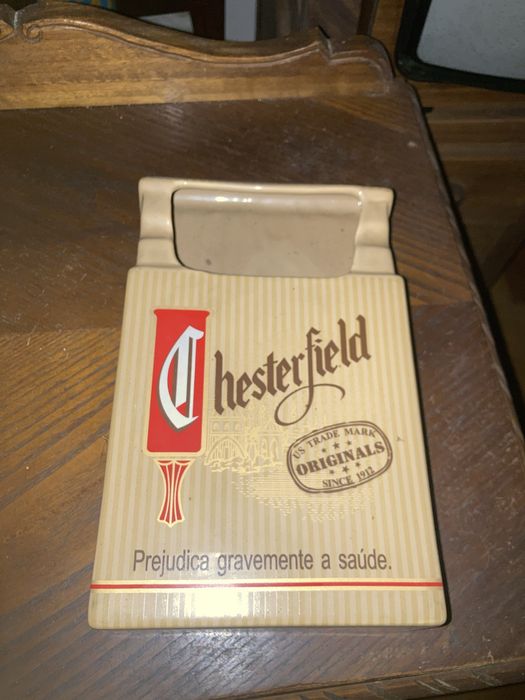 Chesterfield
US TRADE MARK
ORIGINALS
SINCE 1912
Prejudica gravemente a saúde.